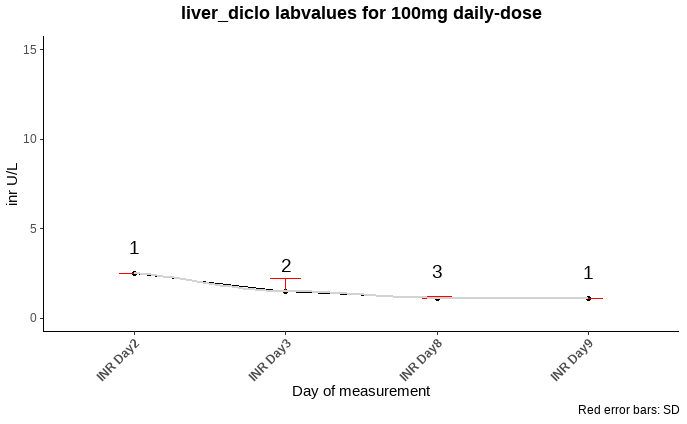 liver_diclo labvalues for 100mg daily-dose
15
10
5
0
inr U/L
1
2
3
1
INR Day2
INR Day3
INR Day8
INR Day9
Day of measurement
Red error bars: SD